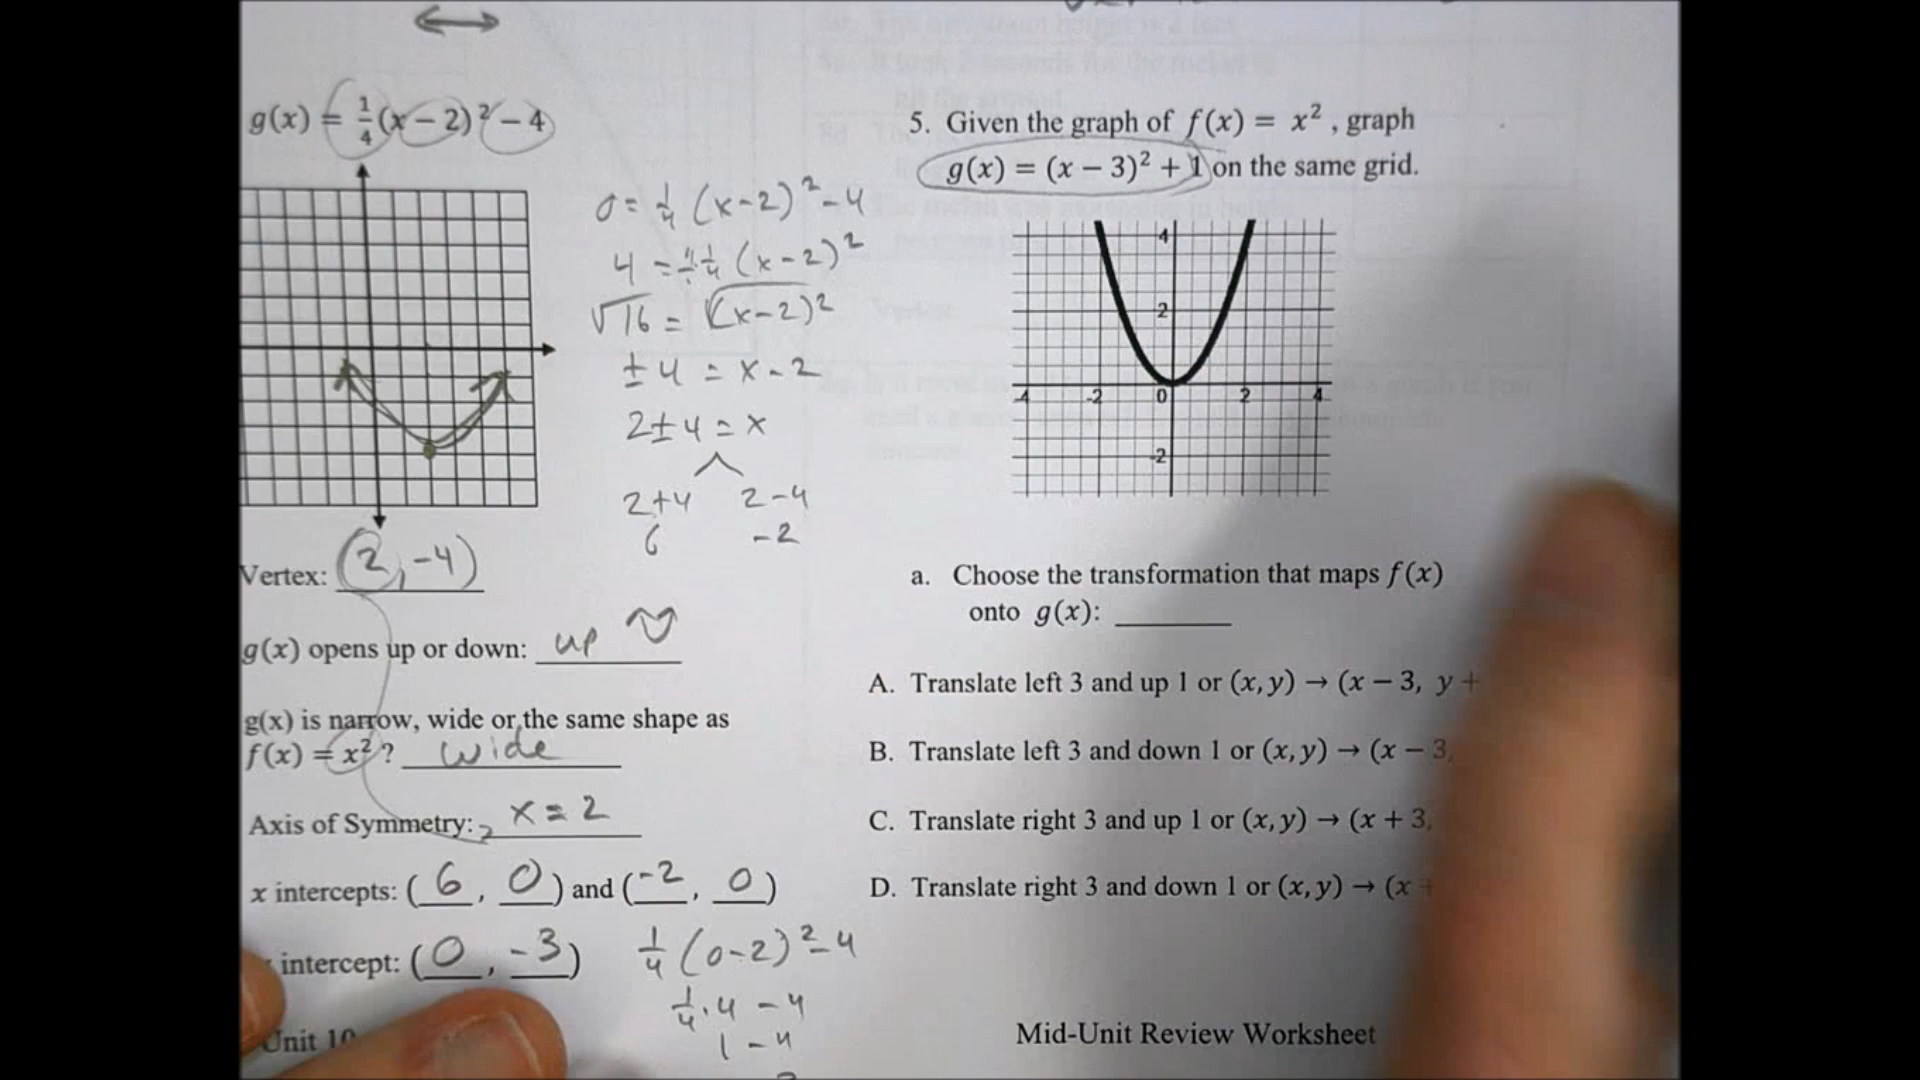 g(x) = 1/4(x − 2)² − 4
0 = 1/4 (x-2)² - 4
4 = 1/4 (x-2)²
√16 = √(x-2)²
± 4 = x - 2
2 ± 4 = x
2+4 2-4
6 -2
Vertex: (2, -4)
g(x) opens up or down: up
g(x) is narrow, wide or the same shape as
f(x) = x² ? wide
Axis of Symmetry: x = 2
x intercepts: (6, 0) and (-2, 0)
intercept: (0, -3)
1/4 (0-2)² - 4
1/4 · 4 - 4
1 - 4
Unit 10
5. Given the graph of f(x) = x² , graph
g(x) = (x − 3)² + 1 on the same grid.
4
2
-4 -2 0 2 4
-2
a. Choose the transformation that maps f(x)
onto g(x):
A. Translate left 3 and up 1 or (x, y) → (x − 3, y +
B. Translate left 3 and down 1 or (x, y) → (x − 3,
C. Translate right 3 and up 1 or (x, y) → (x + 3,
D. Translate right 3 and down 1 or (x, y) → (x +
Mid-Unit Review Worksheet